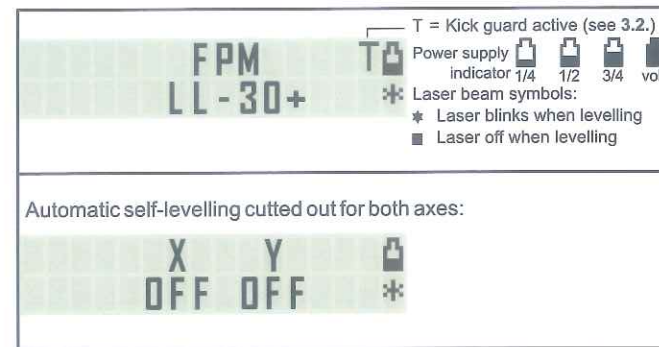 T = Kick guard active (see 3.2.)
FPM T
LL-30+ *
Power supply
indicator 1/4 1/2 3/4
Laser beam symbols:
* Laser blinks when levelling
■ Laser off when levelling
Automatic self-levelling cutted out for both axes:
X Y
OFF OFF *